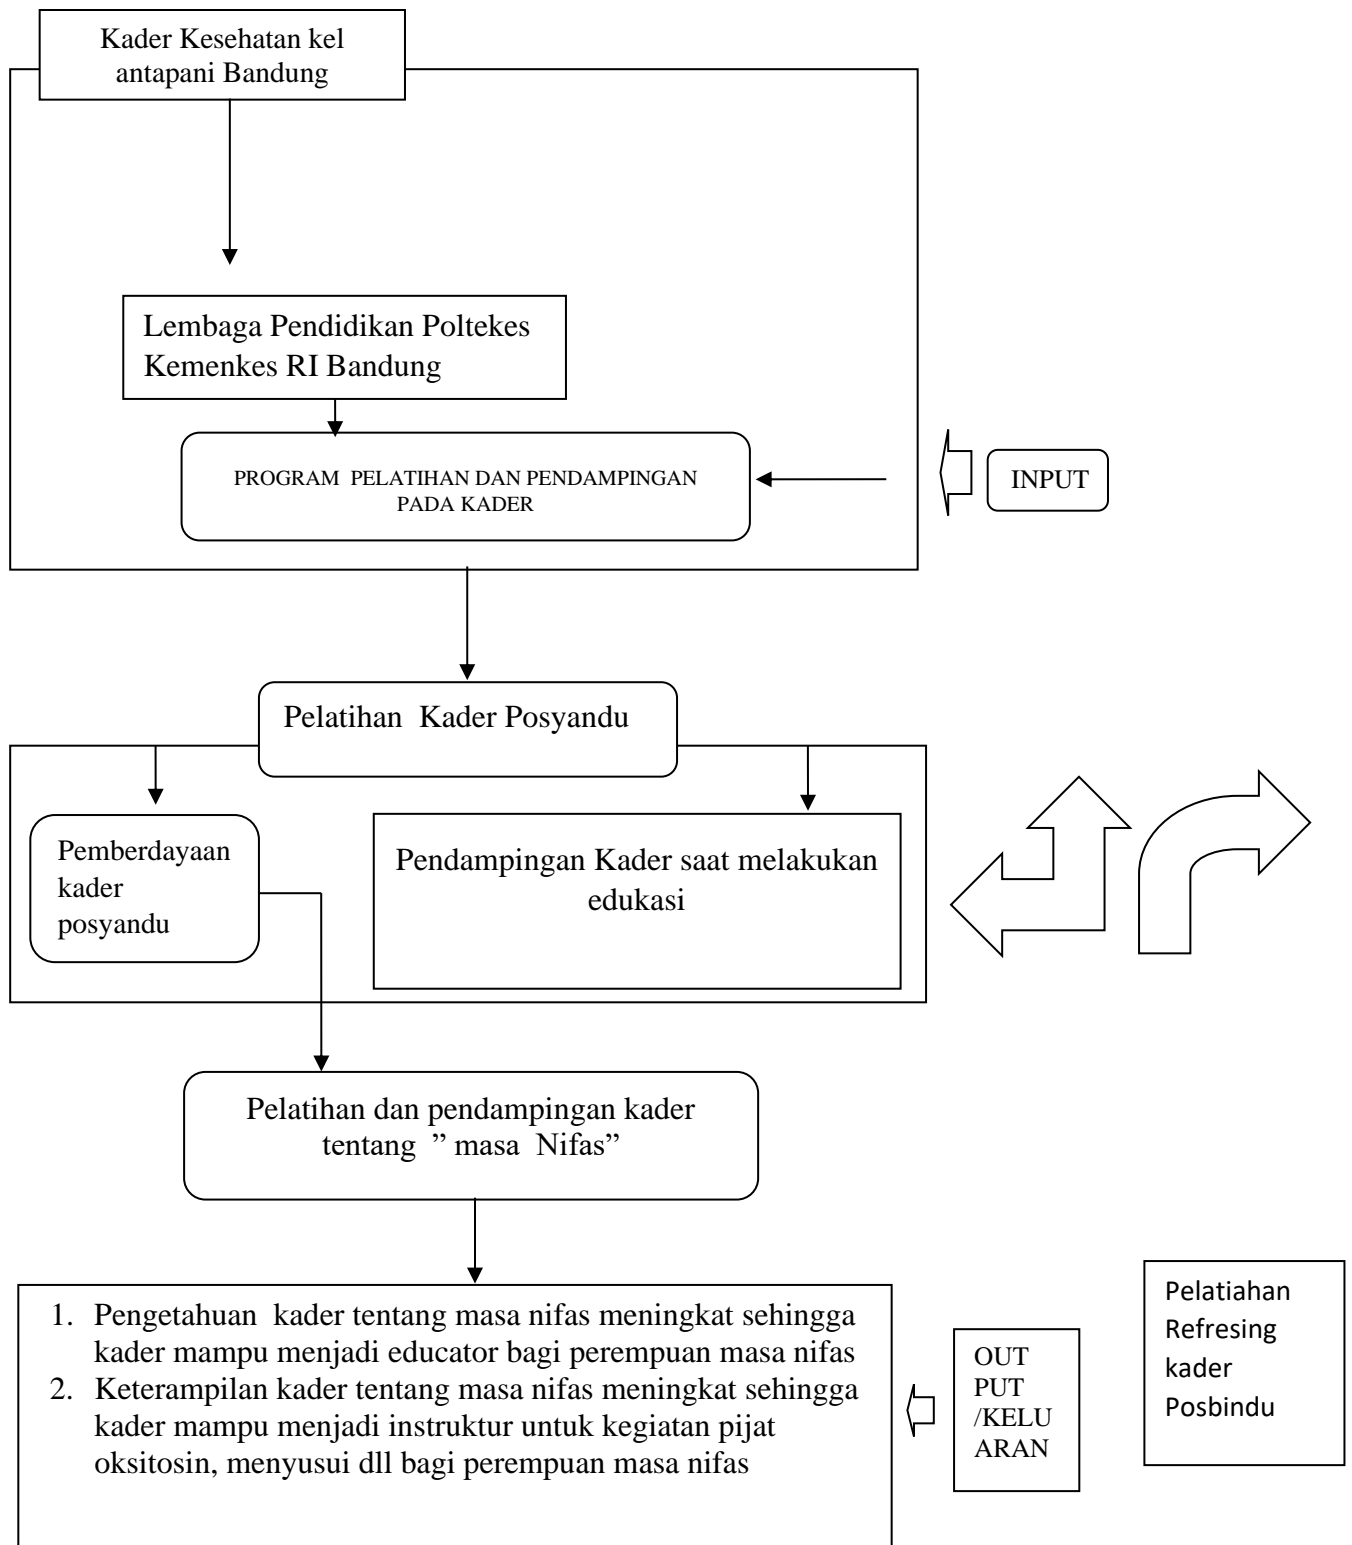 Kader Kesehatan kel
antapani Bandung
Lembaga Pendidikan Poltekes
Kemenkes RI Bandung
PROGRAM PELATIHAN DAN PENDAMPINGAN
PADA KADER
INPUT
Pelatihan Kader Posyandu
Pemberdayaan
kader
posyandu
Pendampingan Kader saat melakukan
edukasi
Pelatihan dan pendampingan kader
tentang ” masa Nifas”
1. Pengetahuan kader tentang masa nifas meningkat sehingga
kader mampu menjadi educator bagi perempuan masa nifas
2. Keterampilan kader tentang masa nifas meningkat sehingga
kader mampu menjadi instruktur untuk kegiatan pijat
oksitosin, menyusui dll bagi perempuan masa nifas
OUT
PUT
/KELU
ARAN
Pelatiahan
Refresing
kader
Posbindu